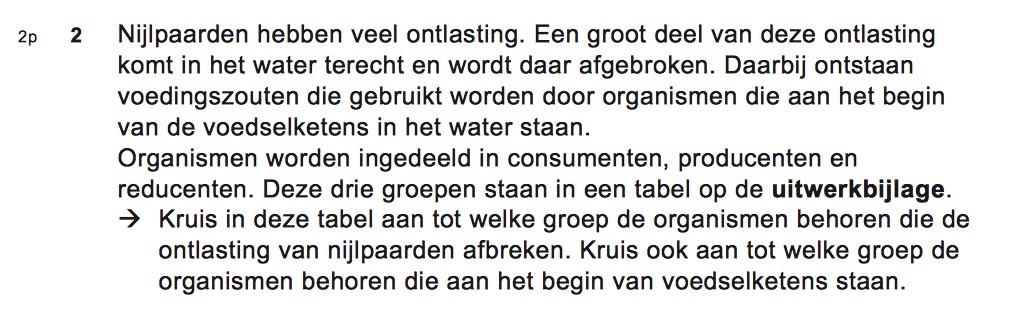 2p 2 Nijlpaarden hebben veel ontlasting. Een groot deel van deze ontlasting
komt in het water terecht en wordt daar afgebroken. Daarbij ontstaan
voedingszouten die gebruikt worden door organismen die aan het begin
van de voedselketens in het water staan.
Organismen worden ingedeeld in consumenten, producenten en
reducenten. Deze drie groepen staan in een tabel op de uitwerkbijlage.
→ Kruis in deze tabel aan tot welke groep de organismen behoren die de
ontlasting van nijlpaarden afbreken. Kruis ook aan tot welke groep de
organismen behoren die aan het begin van voedselketens staan.